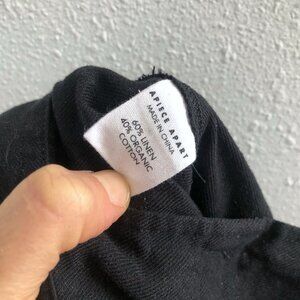 APIECE APART
MADE IN CHINA
60% LINEN
40% ORGANIC
COTTON